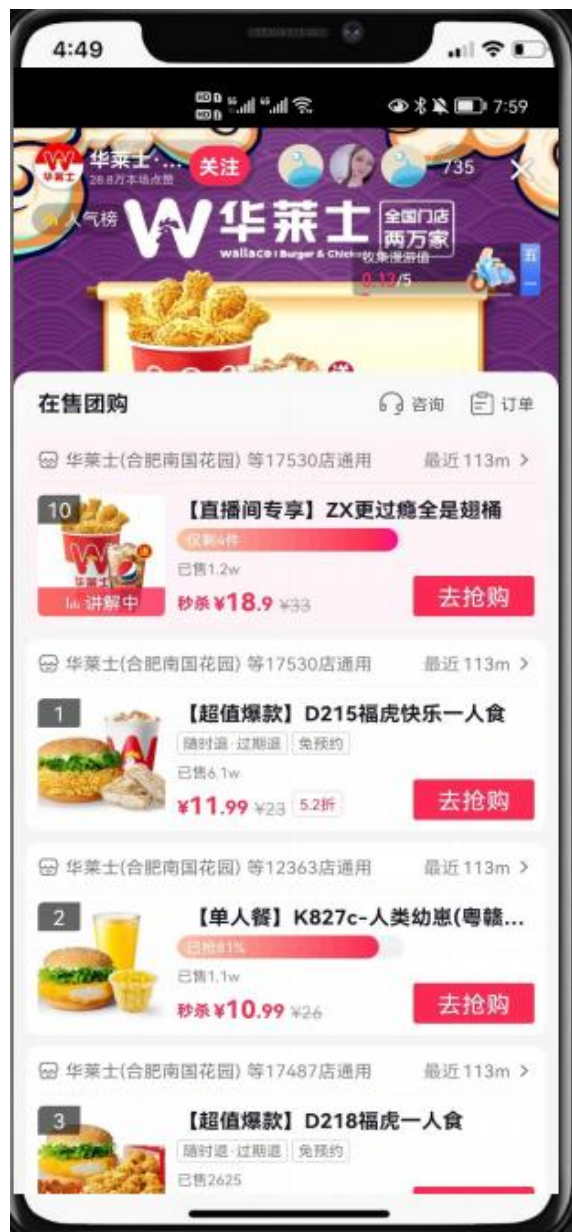 4:49
7:59
华莱士·...
28.8万本场点赞
关注
735
人气榜
W华莱士
全国门店
两万家
wallace | Burger & Chicken
收集漫游值
0.13/5
五
一
在售团购
咨询
订单
华莱士(合肥南国花园) 等17530店通用
最近113m >
10
【直播间专享】ZX更过瘾全是翅桶
仅剩4件
已售1.2w
讲解中
秒杀 ¥18.9 ¥33
去抢购
华莱士(合肥南国花园) 等17530店通用
最近113m >
1
【超值爆款】D215福虎快乐一人食
随时退·过期退
免预约
已售6.1w
¥11.99 ¥23 5.2折
去抢购
华莱士(合肥南国花园) 等12363店通用
最近113m >
2
【单人餐】K827c-人类幼崽(粤赣...
已抢81%
已售1.1w
秒杀 ¥10.99 ¥26
去抢购
华莱士(合肥南国花园) 等17487店通用
最近113m >
3
【超值爆款】D218福虎一人食
随时退·过期退
免预约
已售2625